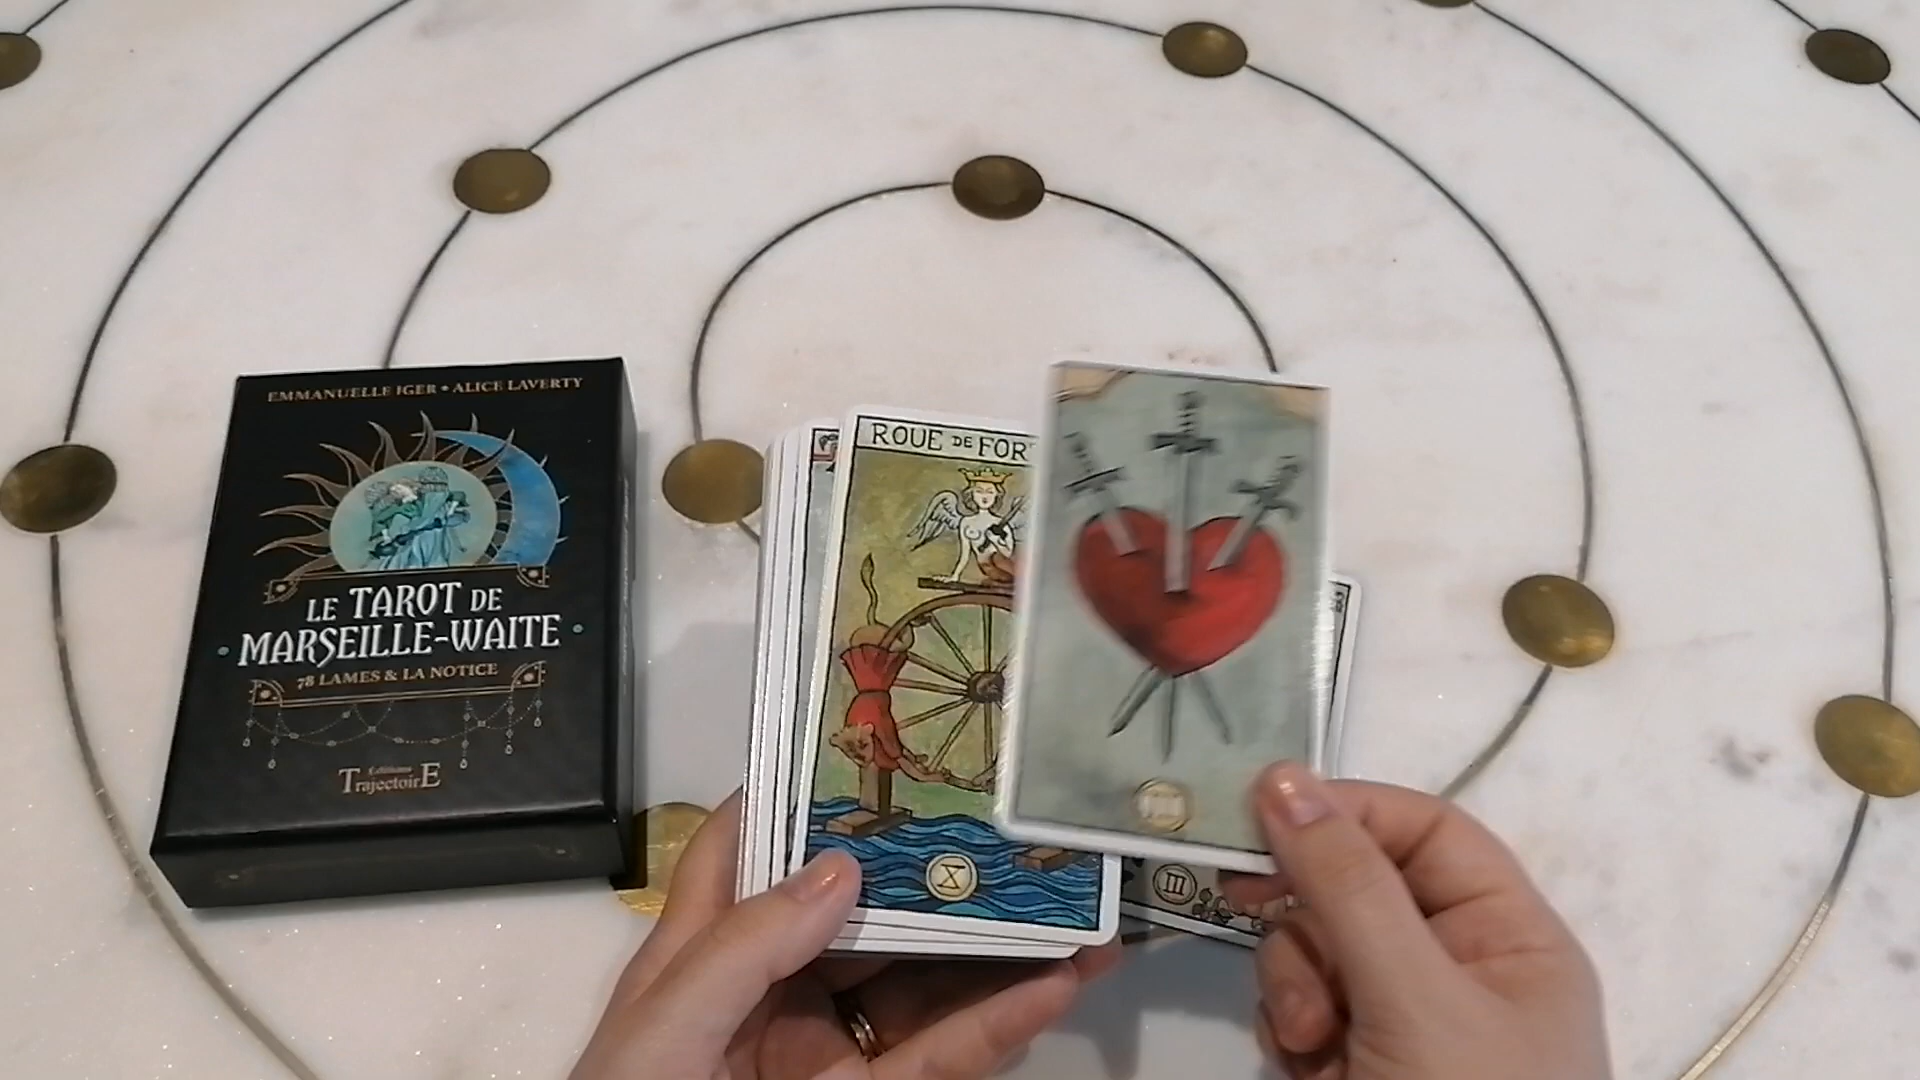 EMMANUELLE IGER • ALICE LAVERTY
LE TAROT DE
MARSEILLE-WAITE
78 LAMES & LA NOTICE
Éditions
TrajectoirE
ROUE DE FOR
X
III